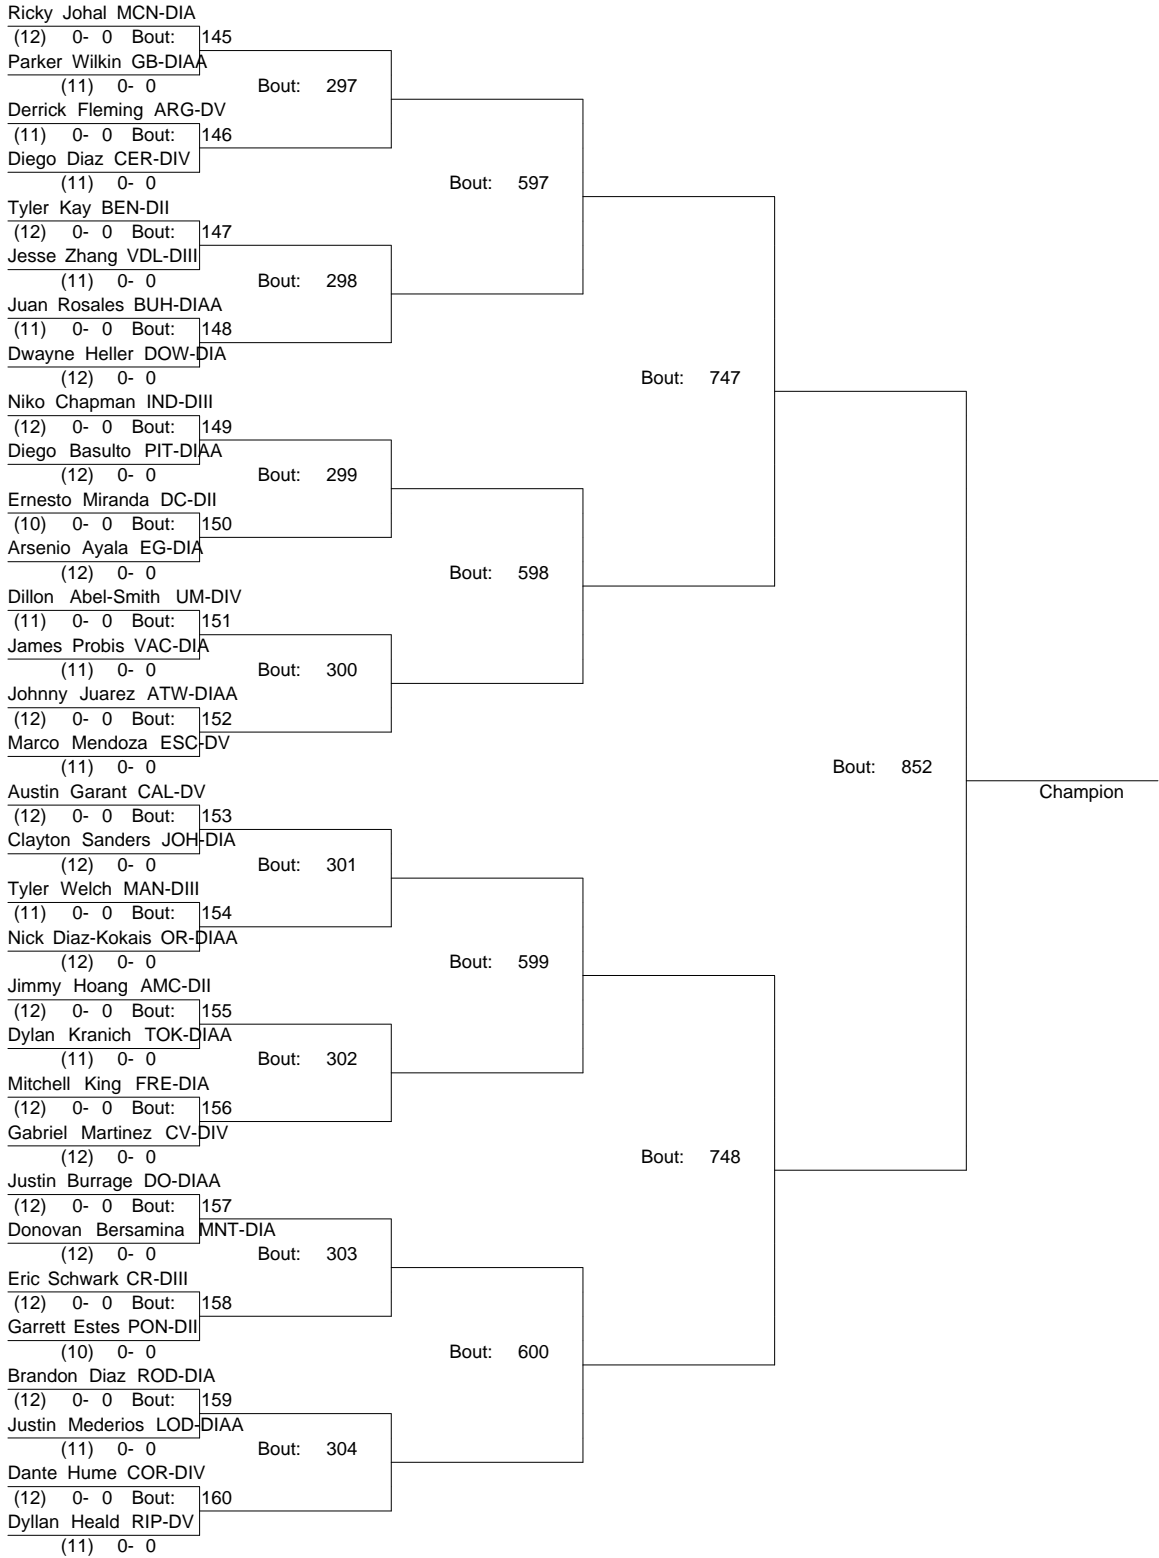 Ricky Johal MCN-DIA
(12) 0- 0 Bout: 145
Parker Wilkin GB-DIAA
(11) 0- 0 Bout: 297
Derrick Fleming ARG-DV
(11) 0- 0 Bout: 146
Diego Diaz CER-DIV
(11) 0- 0 Bout: 597
Tyler Kay BEN-DII
(12) 0- 0 Bout: 147
Jesse Zhang VDL-DIII
(11) 0- 0 Bout: 298
Juan Rosales BUH-DIAA
(11) 0- 0 Bout: 148
Dwayne Heller DOW-DIA
(12) 0- 0 Bout: 747
Niko Chapman IND-DIII
(12) 0- 0 Bout: 149
Diego Basulto PIT-DIAA
(12) 0- 0 Bout: 299
Ernesto Miranda DC-DII
(10) 0- 0 Bout: 150
Arsenio Ayala EG-DIA
(12) 0- 0 Bout: 598
Dillon Abel-Smith UM-DIV
(11) 0- 0 Bout: 151
James Probis VAC-DIA
(11) 0- 0 Bout: 300
Johnny Juarez ATW-DIAA
(12) 0- 0 Bout: 152
Marco Mendoza ESC-DV
(11) 0- 0 Bout: 852
Austin Garant CAL-DV Champion
(12) 0- 0 Bout: 153
Clayton Sanders JOH-DIA
(12) 0- 0 Bout: 301
Tyler Welch MAN-DIII
(11) 0- 0 Bout: 154
Nick Diaz-Kokais OR-DIAA
(12) 0- 0 Bout: 599
Jimmy Hoang AMC-DII
(12) 0- 0 Bout: 155
Dylan Kranich TOK-DIAA
(11) 0- 0 Bout: 302
Mitchell King FRE-DIA
(12) 0- 0 Bout: 156
Gabriel Martinez CV-DIV
(12) 0- 0 Bout: 748
Justin Burrage DO-DIAA
(12) 0- 0 Bout: 157
Donovan Bersamina MNT-DIA
(12) 0- 0 Bout: 303
Eric Schwark CR-DIII
(12) 0- 0 Bout: 158
Garrett Estes PON-DII
(10) 0- 0 Bout: 600
Brandon Diaz ROD-DIA
(12) 0- 0 Bout: 159
Justin Mederios LOD-DIAA
(11) 0- 0 Bout: 304
Dante Hume COR-DIV
(12) 0- 0 Bout: 160
Dyllan Heald RIP-DV
(11) 0- 0